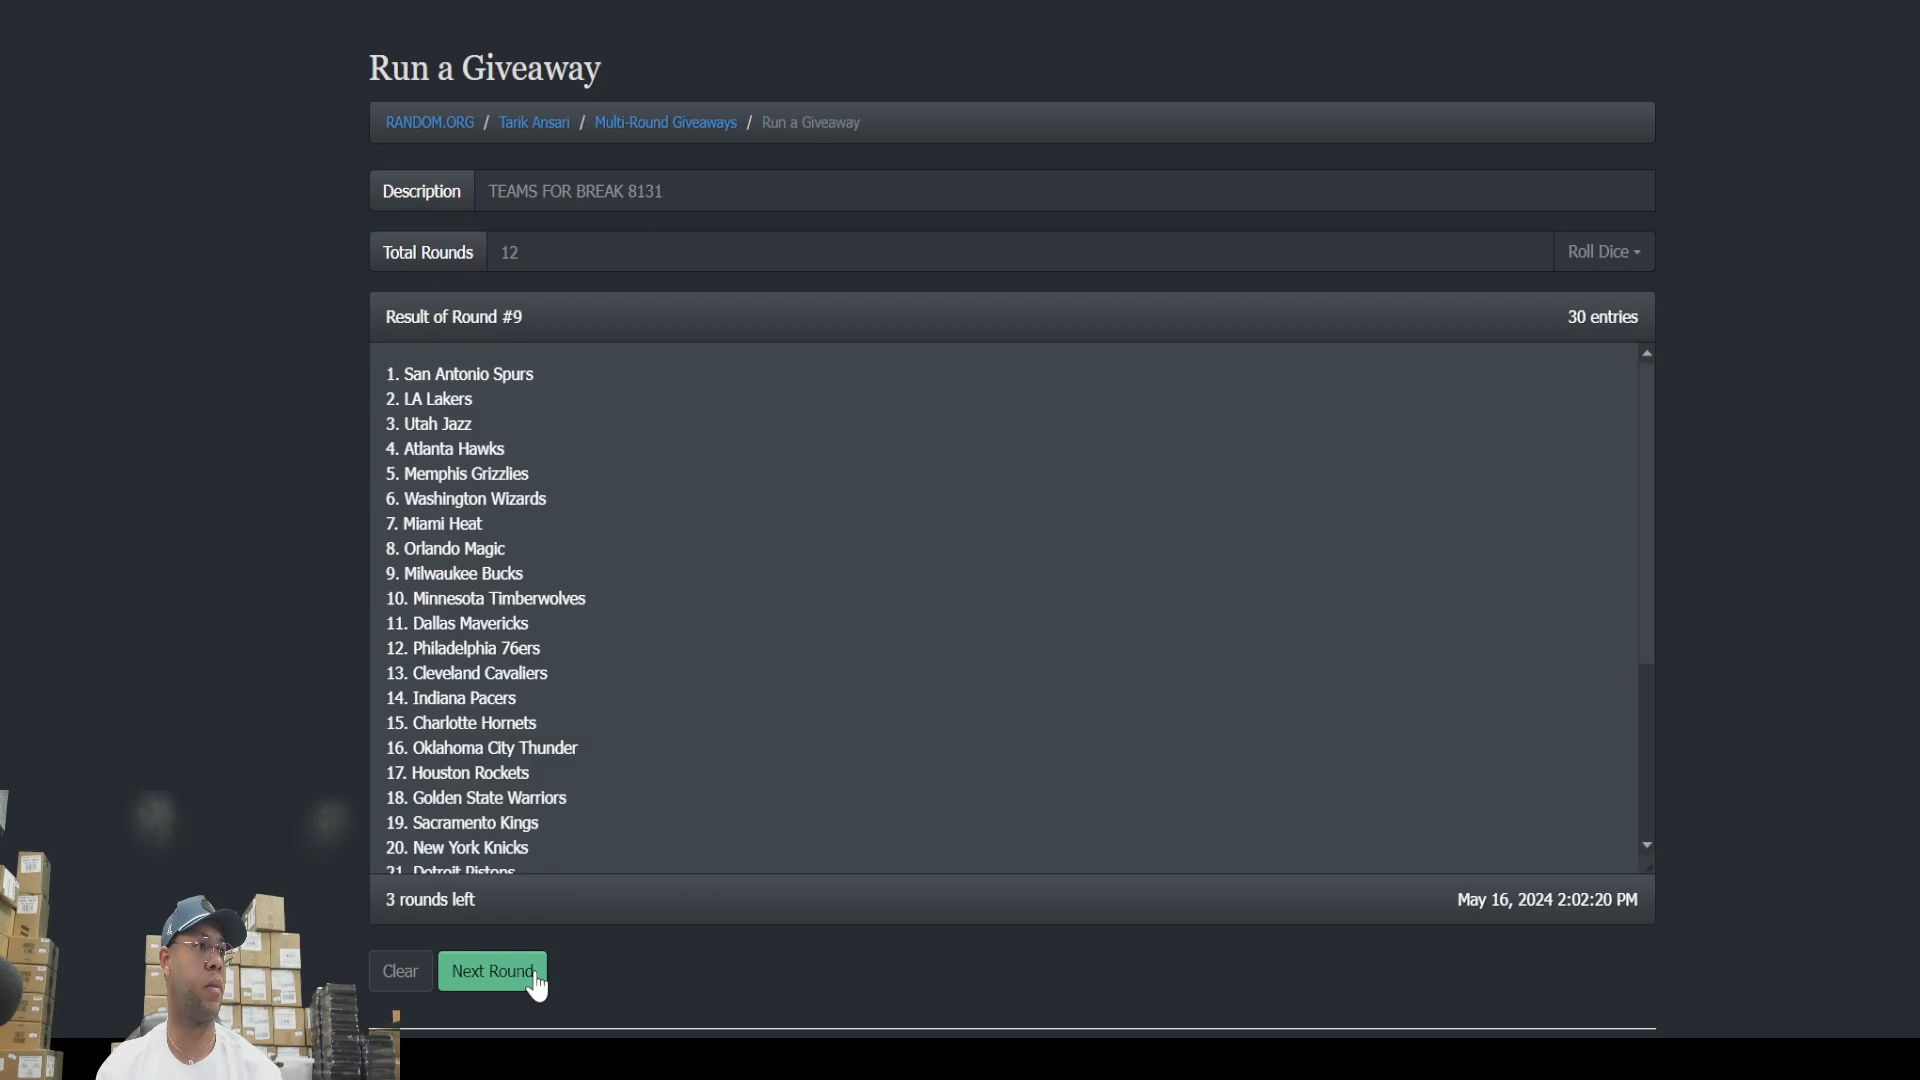 Run a Giveaway
RANDOM.ORG / Tarik Ansari / Multi-Round Giveaways / Run a Giveaway
Description TEAMS FOR BREAK 8131
Total Rounds 12 Roll Dice
Result of Round #9 30 entries
1. San Antonio Spurs
2. LA Lakers
3. Utah Jazz
4. Atlanta Hawks
5. Memphis Grizzlies
6. Washington Wizards
7. Miami Heat
8. Orlando Magic
9. Milwaukee Bucks
10. Minnesota Timberwolves
11. Dallas Mavericks
12. Philadelphia 76ers
13. Cleveland Cavaliers
14. Indiana Pacers
15. Charlotte Hornets
16. Oklahoma City Thunder
17. Houston Rockets
18. Golden State Warriors
19. Sacramento Kings
20. New York Knicks
21. Detroit Pistons
3 rounds left May 16, 2024 2:02:20 PM
Clear Next Round